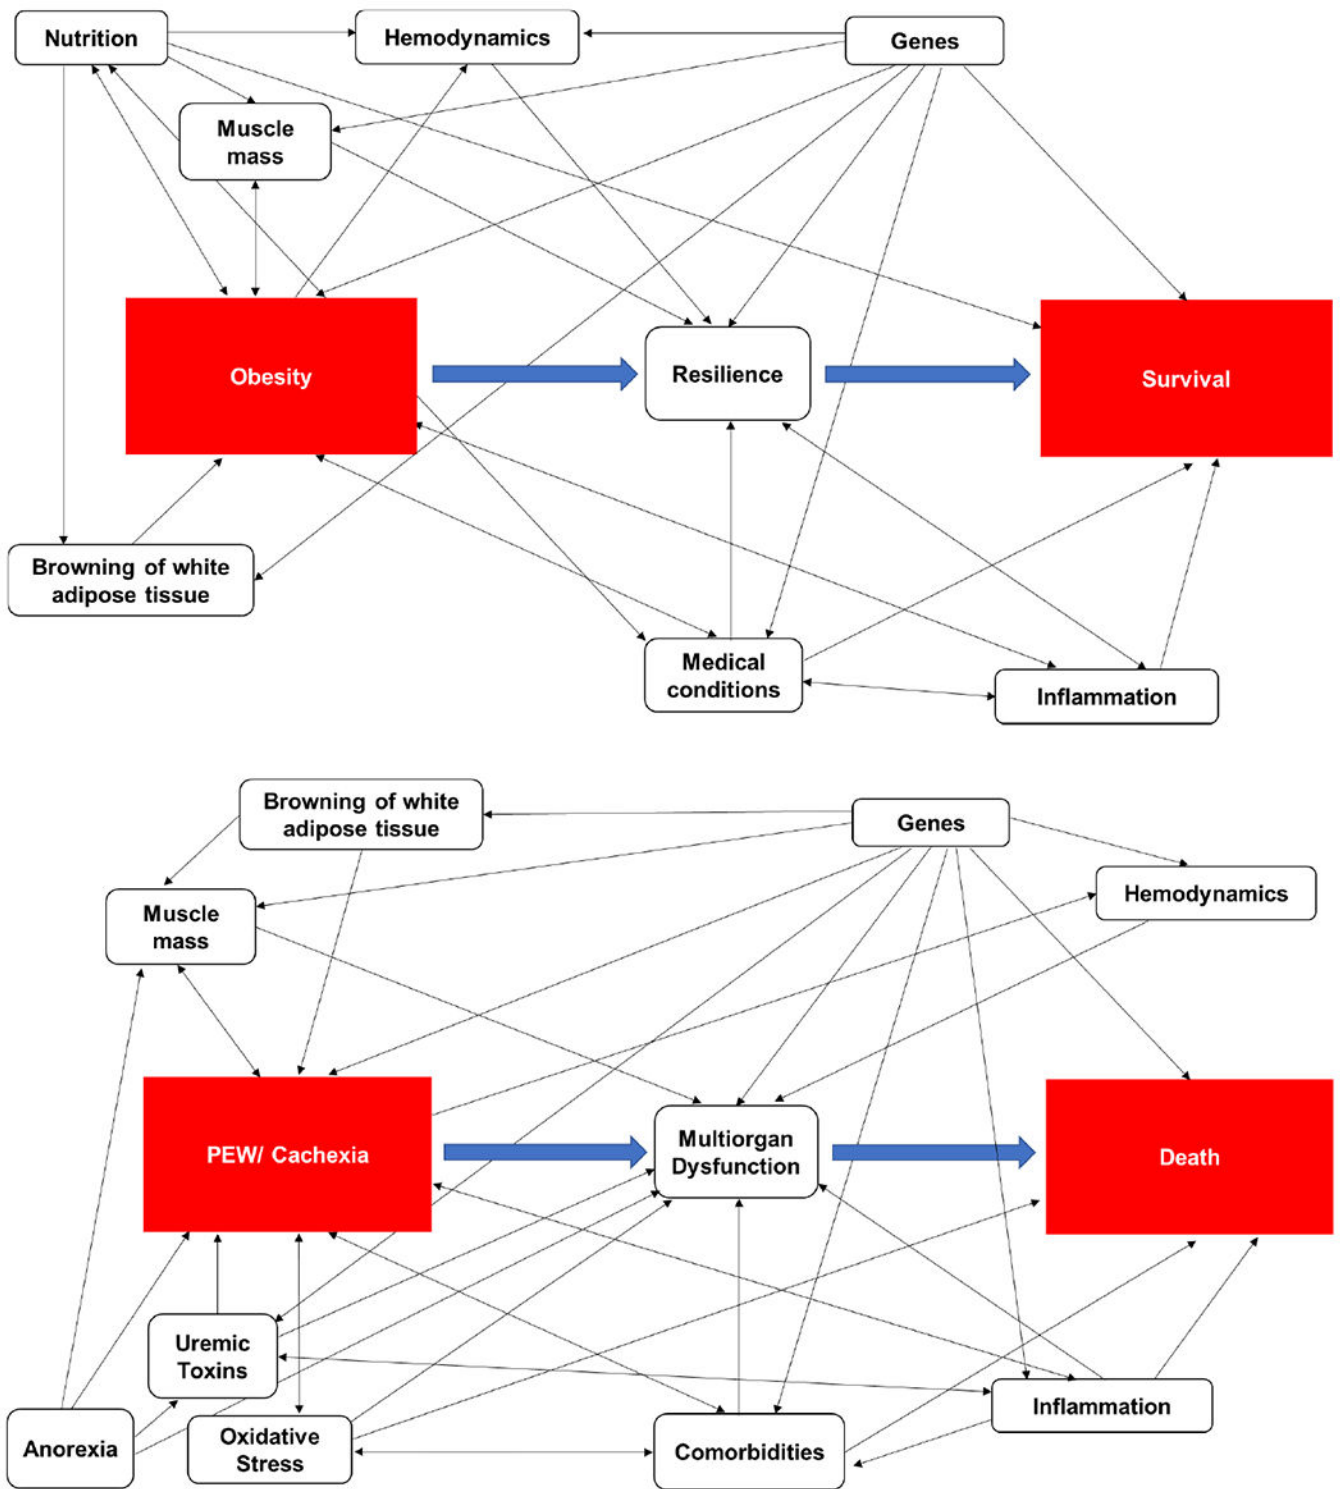 Nutrition
Hemodynamics
Genes
Muscle
mass
Obesity
Resilience
Survival
Browning of white
adipose tissue
Medical
conditions
Inflammation
Browning of white
adipose tissue
Genes
Hemodynamics
Muscle
mass
PEW/ Cachexia
Multiorgan
Dysfunction
Death
Uremic
Toxins
Inflammation
Anorexia
Oxidative
Stress
Comorbidities